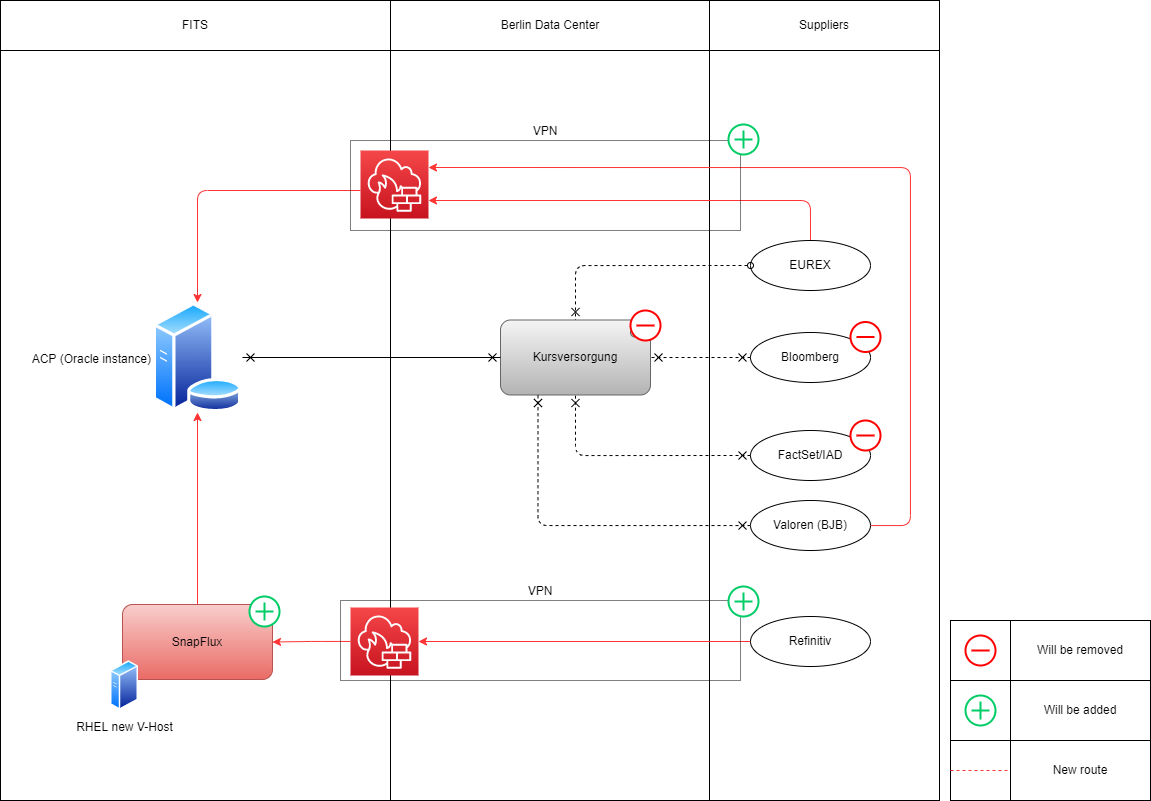 FITS
Berlin Data Center
Suppliers
VPN
EUREX
ACP (Oracle instance)
Kursversorgung
Bloomberg
FactSet/IAD
Valoren (BJB)
VPN
SnapFlux
Refinitiv
RHEL new V-Host
Will be removed
Will be added
New route